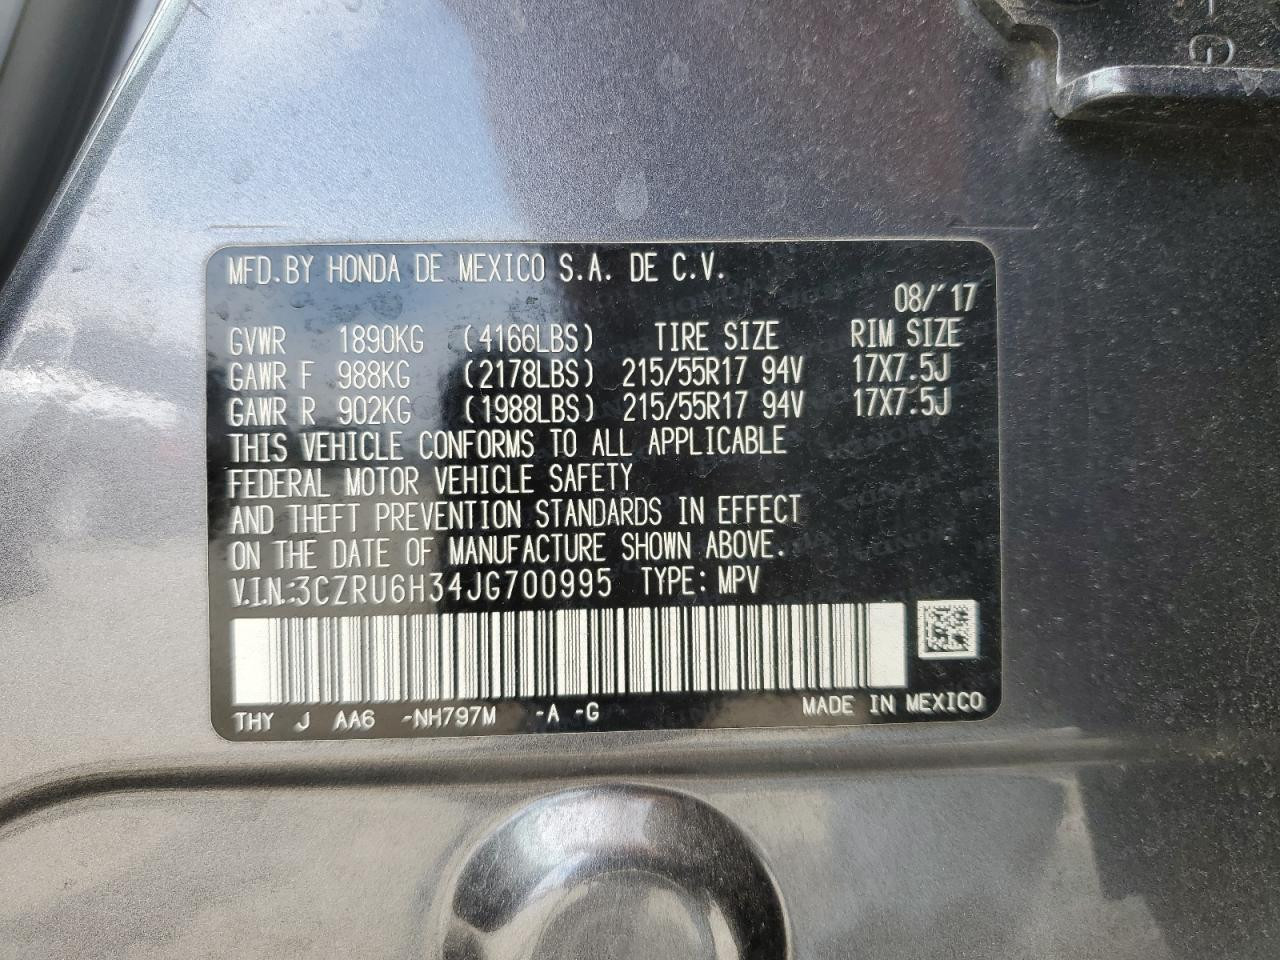 G
MFD.BY HONDA DE MEXICO S.A. DE C.V.
08/'17
GVWR 1890KG (4166LBS) TIRE SIZE RIM SIZE
GAWR F 988KG (2178LBS) 215/55R17 94V 17X7.5J
GAWR R 902KG (1988LBS) 215/55R17 94V 17X7.5J
THIS VEHICLE CONFORMS TO ALL APPLICABLE
FEDERAL MOTOR VEHICLE SAFETY
AND THEFT PREVENTION STANDARDS IN EFFECT
ON THE DATE OF MANUFACTURE SHOWN ABOVE.
V.I.N.:3CZRU6H34JG700995 TYPE: MPV
THY J AA6 -NH797M -A -G MADE IN MEXICO